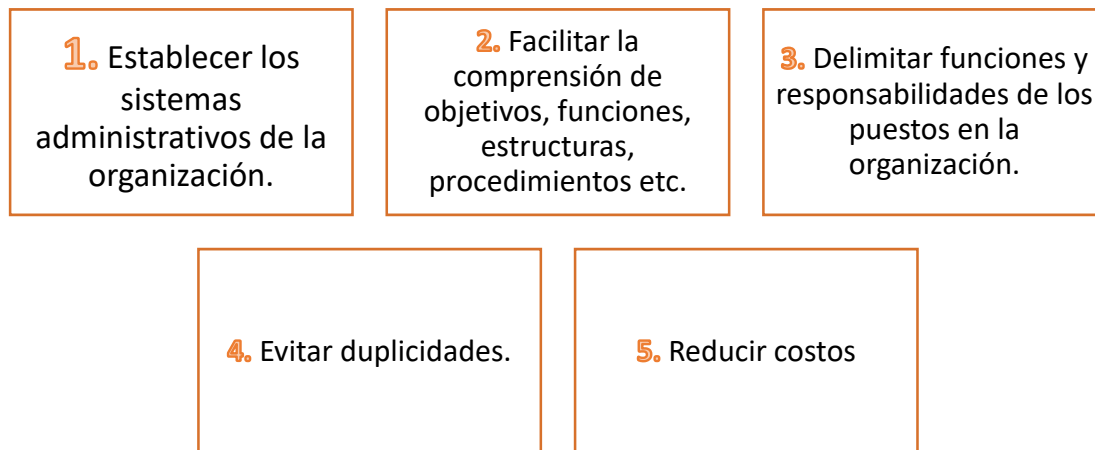 1. Establecer los
sistemas
administrativos de la
organización.
2. Facilitar la
comprensión de
objetivos, funciones,
estructuras,
procedimientos etc.
3. Delimitar funciones y
responsabilidades de los
puestos en la
organización.
4. Evitar duplicidades.
5. Reducir costos